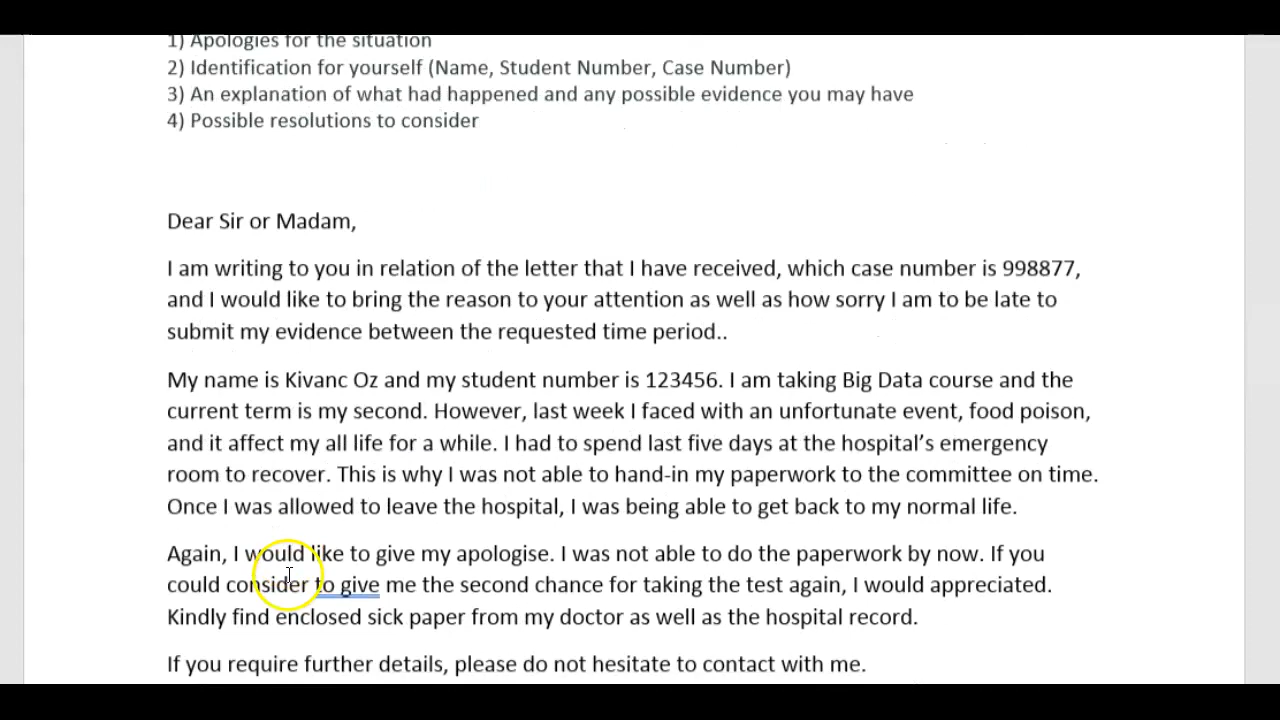 1) Apologies for the situation
2) Identification for yourself (Name, Student Number, Case Number)
3) An explanation of what had happened and any possible evidence you may have
4) Possible resolutions to consider
Dear Sir or Madam,
I am writing to you in relation of the letter that I have received, which case number is 998877,
and I would like to bring the reason to your attention as well as how sorry I am to be late to
submit my evidence between the requested time period..
My name is Kivanc Oz and my student number is 123456. I am taking Big Data course and the
current term is my second. However, last week I faced with an unfortunate event, food poison,
and it affect my all life for a while. I had to spend last five days at the hospital’s emergency
room to recover. This is why I was not able to hand-in my paperwork to the committee on time.
Once I was allowed to leave the hospital, I was being able to get back to my normal life.
Again, I would like to give my apologise. I was not able to do the paperwork by now. If you
could consider to give me the second chance for taking the test again, I would appreciated.
Kindly find enclosed sick paper from my doctor as well as the hospital record.
If you require further details, please do not hesitate to contact with me.